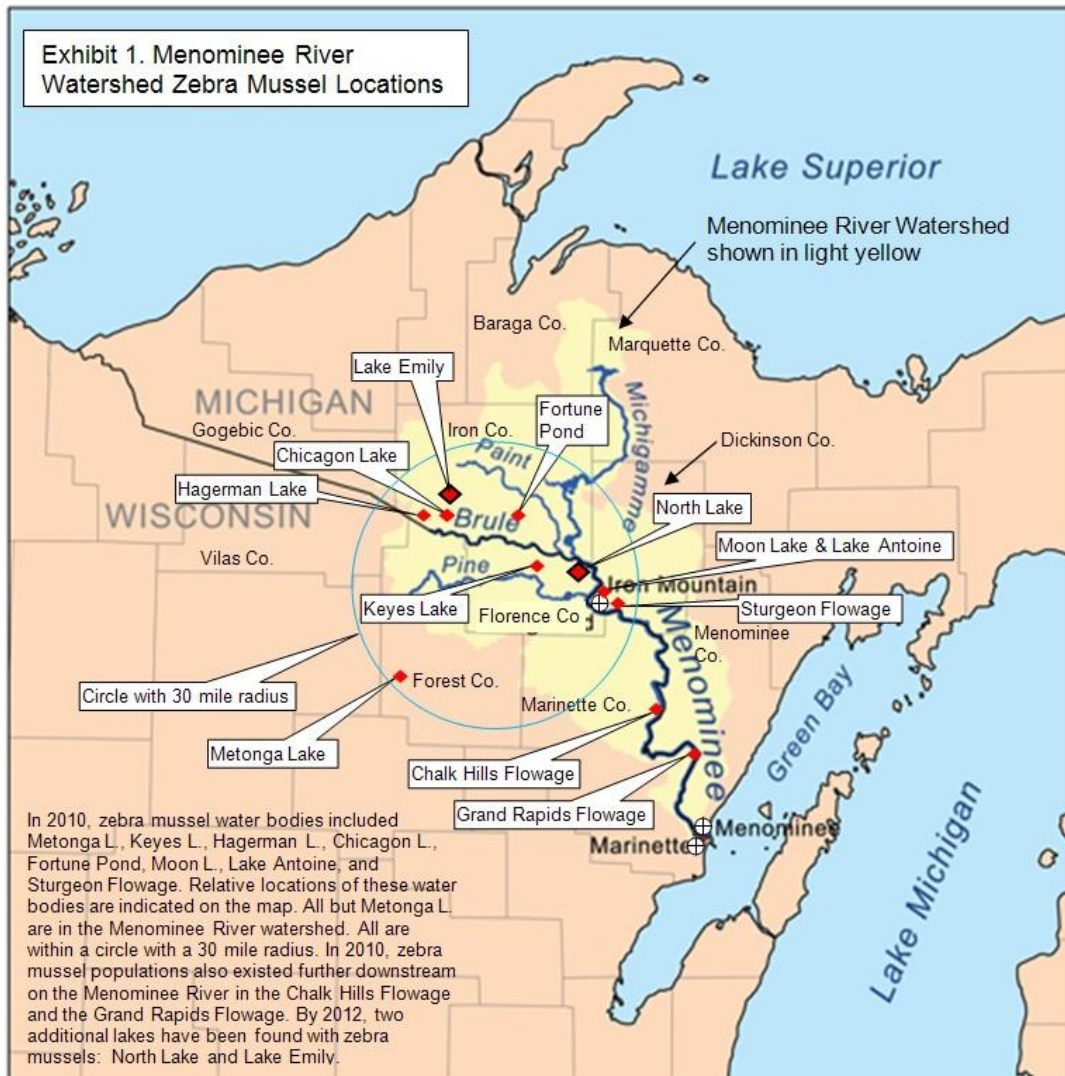 Exhibit 1. Menominee River
Watershed Zebra Mussel Locations
Lake Superior
Menominee River Watershed
shown in light yellow
Baraga Co.
Marquette Co.
Lake Emily
MICHIGAN
Gogebic Co.
Iron Co.
Fortune
Pond
Michigamme
Dickinson Co.
Chicagon Lake
Paint
Hagerman Lake
WISCONSIN
Brule
North Lake
Vilas Co.
Moon Lake & Lake Antoine
Pine
Iron Mountain
Keyes Lake
Florence Co
Sturgeon Flowage
Menominee
Menominee
Co.
Circle with 30 mile radius
Forest Co.
Marinette Co.
Green Bay
Metonga Lake
Chalk Hills Flowage
Grand Rapids Flowage
Menominee
Marinette
Lake Michigan
In 2010, zebra mussel water bodies included
Metonga L., Keyes L., Hagerman L., Chicagon L.,
Fortune Pond, Moon L., Lake Antoine, and
Sturgeon Flowage. Relative locations of these water
bodies are indicated on the map. All but Metonga L.
are in the Menominee River watershed. All are
within a circle with a 30 mile radius. In 2010, zebra
mussel populations also existed further downstream
on the Menominee River in the Chalk Hills Flowage
and the Grand Rapids Flowage. By 2012, two
additional lakes have been found with zebra
mussels: North Lake and Lake Emily.